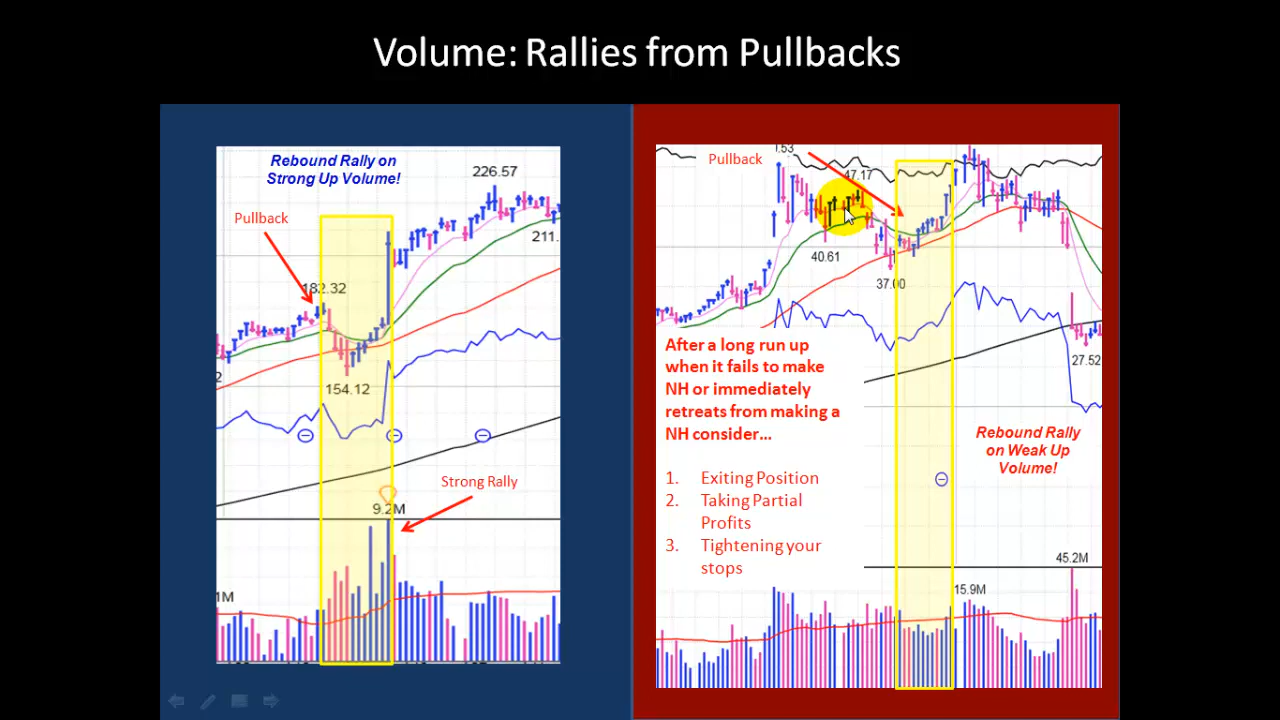 Volume: Rallies from Pullbacks
Rebound Rally on
Strong Up Volume!
226.57
Pullback
211.
182.32
154.12
Strong Rally
9.2M
1M
Pullback
47.17
40.61
37.00
27.52
After a long run up
when it fails to make
NH or immediately
retreats from making a
NH consider...
1. Exiting Position
2. Taking Partial
Profits
3. Tightening your
stops
Rebound Rally
on Weak Up
Volume!
45.2M
15.9M